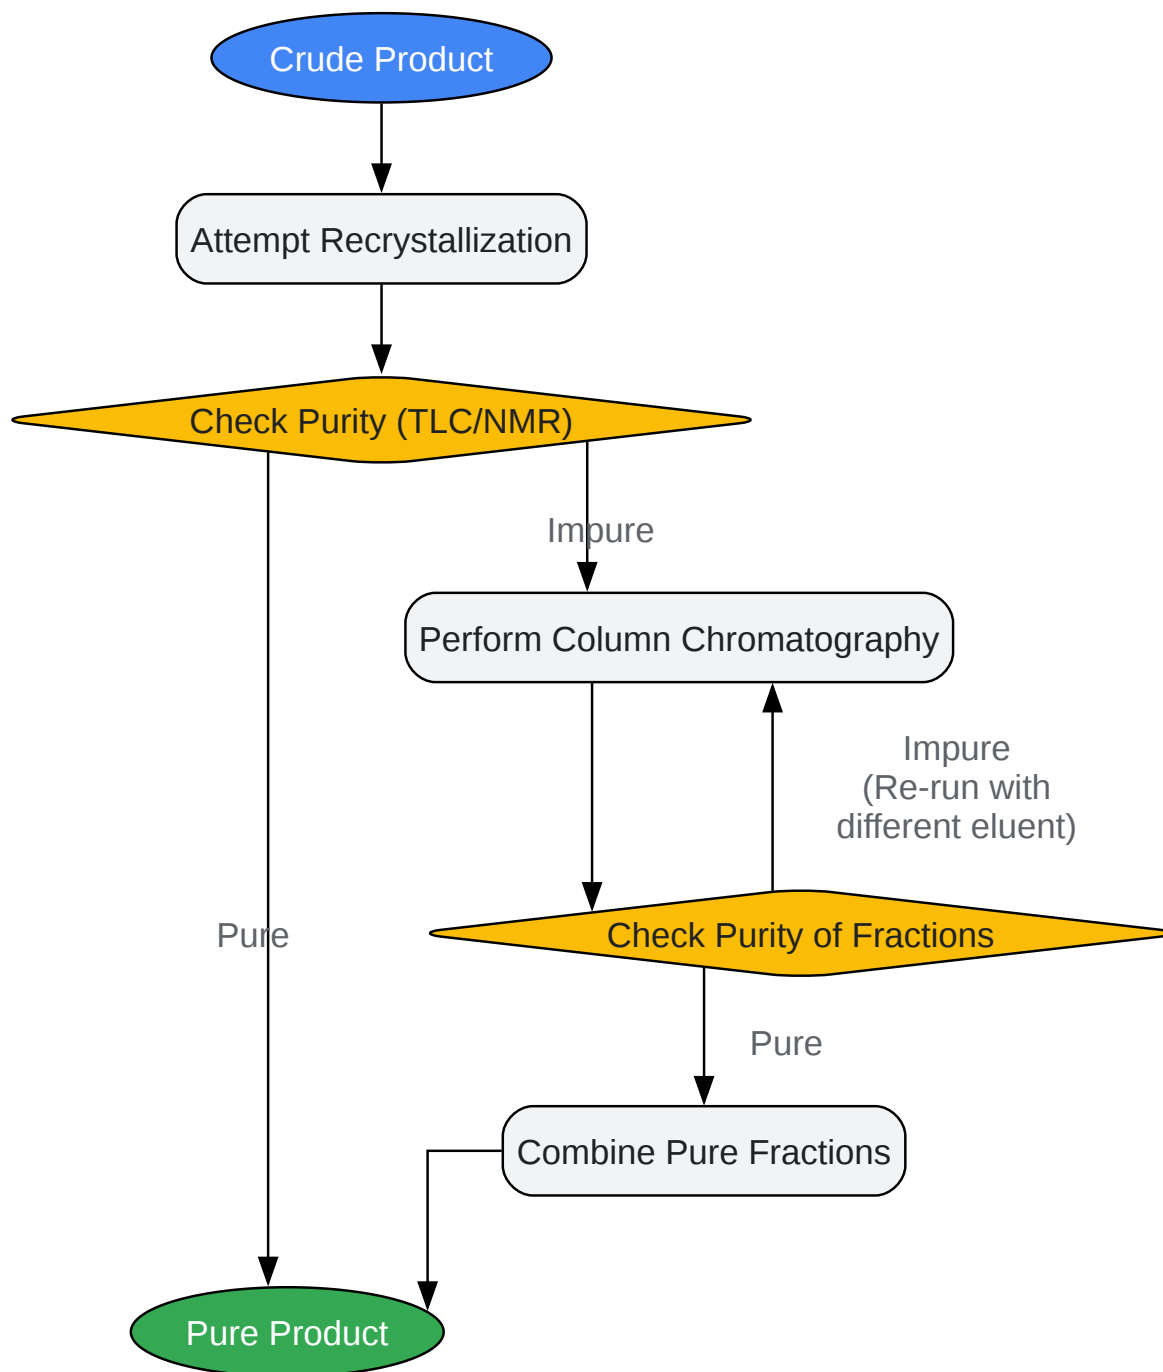 Crude Product
Attempt Recrystallization
Check Purity (TLC/NMR)
Impure
Perform Column Chromatography
Impure
(Re-run with
different eluent)
Pure
Check Purity of Fractions
Pure
Combine Pure Fractions
Pure Product